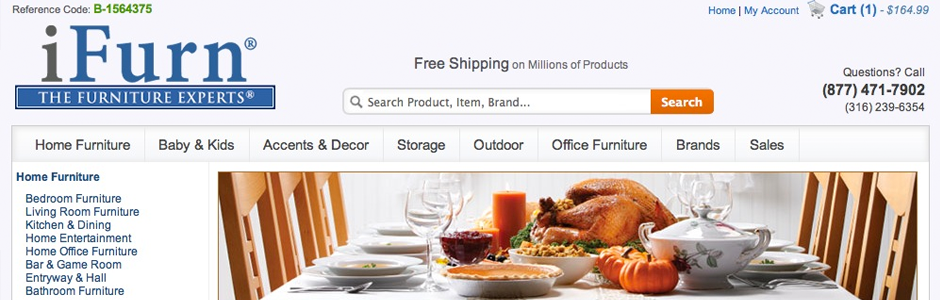 Reference Code: B-1564375
Home | My Account Cart (1) - $164.99
iFurn®
THE FURNITURE EXPERTS®
Free Shipping on Millions of Products
Search Product, Item, Brand... Search
Questions? Call
(877) 471-7902
(316) 239-6354
Home Furniture Baby & Kids Accents & Decor Storage Outdoor Office Furniture Brands Sales
Home Furniture
Bedroom Furniture
Living Room Furniture
Kitchen & Dining
Home Entertainment
Home Office Furniture
Bar & Game Room
Entryway & Hall
Bathroom Furniture